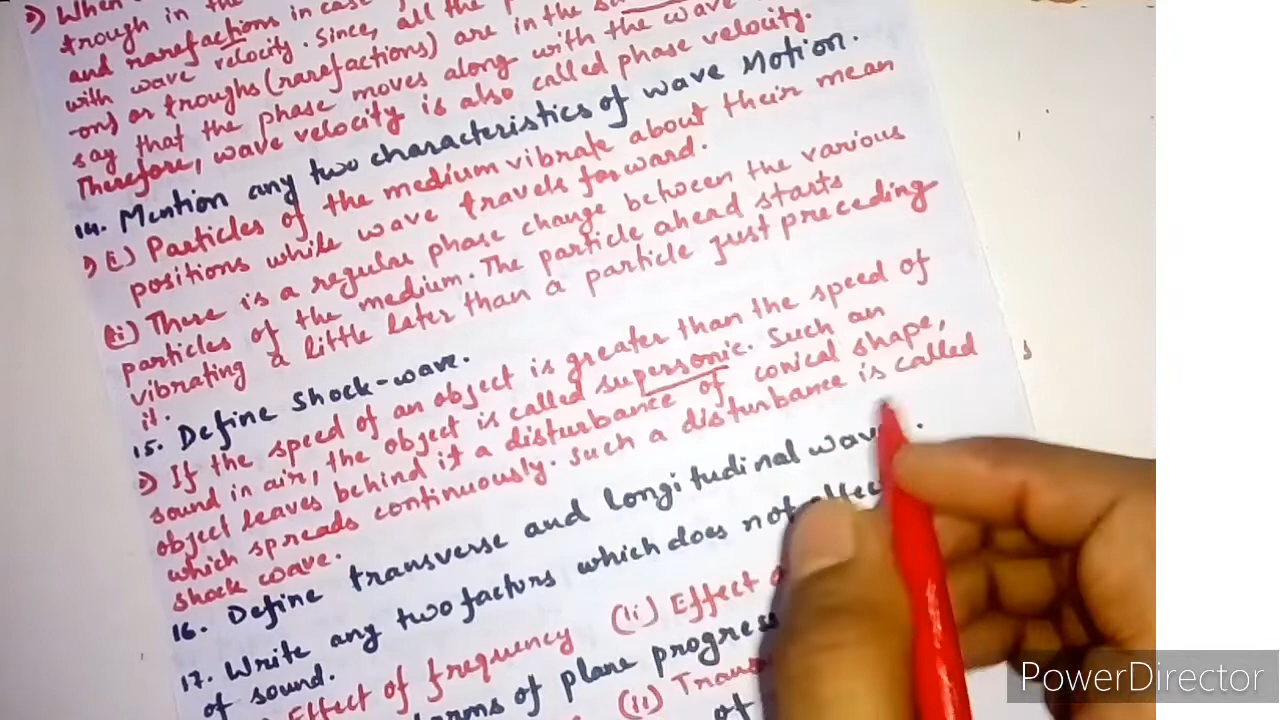 When
trough in the
and rarefactions in case
with wave velocity. Since, all the
-ons) or troughs (rarefactions) are in the
say that the phase moves along with the wave
Therefore, wave velocity is also called phase velocity.
14. Mention any two characteristics of wave Motion.
(i) Particles of the medium vibrate about their mean
positions while wave travels forward.
(ii) There is a regular phase change between the various
particles of the medium. The particle ahead starts
vibrating a little later than a particle just preceding
it.
15. Define Shock-wave.
If the speed of an object is greater than the speed of
sound in air, the object is called supersonic. Such an
object leaves behind it a disturbance of conical shape,
which spreads continuously. Such a disturbance is called
shock wave.
16. Define transverse and longitudinal
17. Write any two factors which does not
of sound.
Effect of frequency (ii) Effect
of plane
(ii)
of
PowerDirector